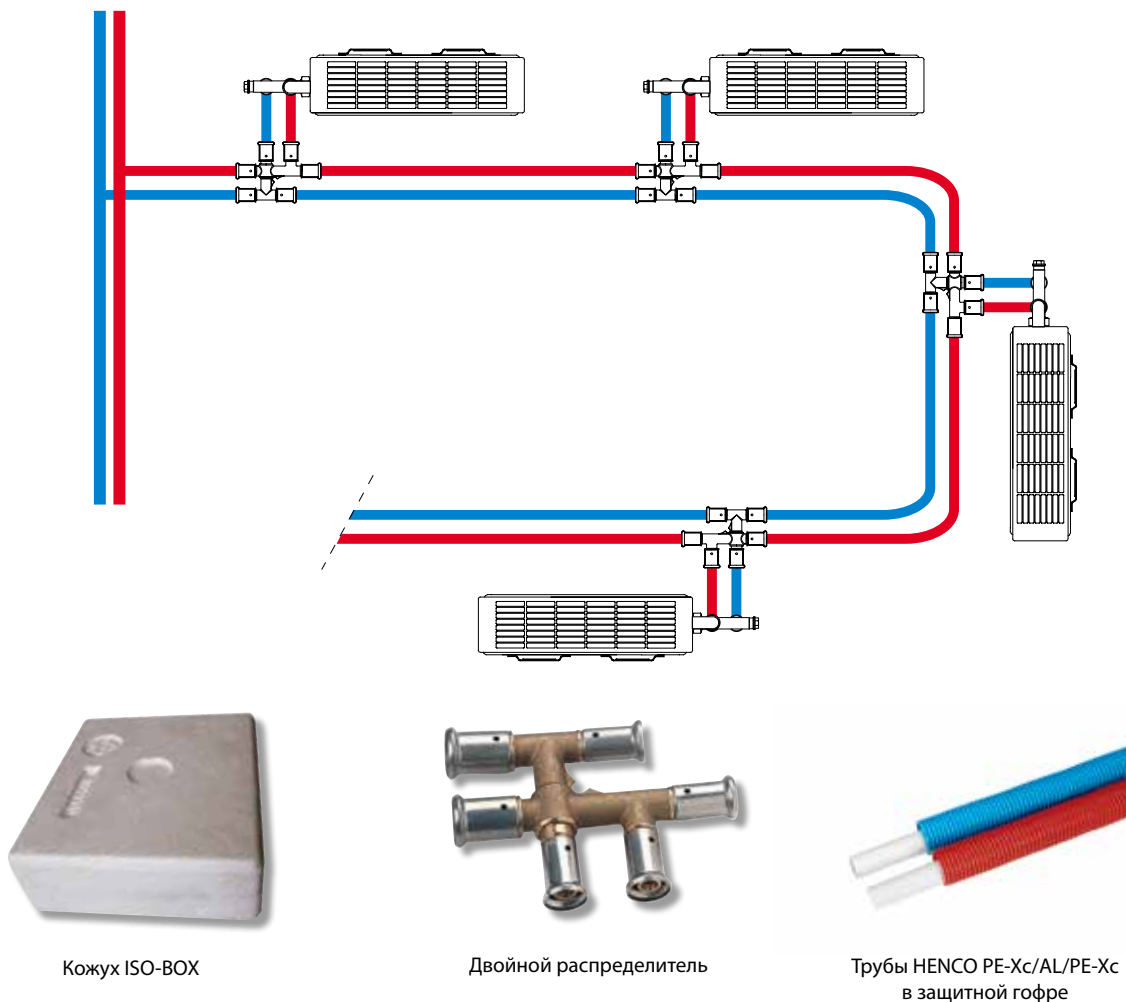 Кожух ISO-BOX
Двойной распределитель
Трубы HENCO PE-Xc/AL/PE-Xc
в защитной гофре